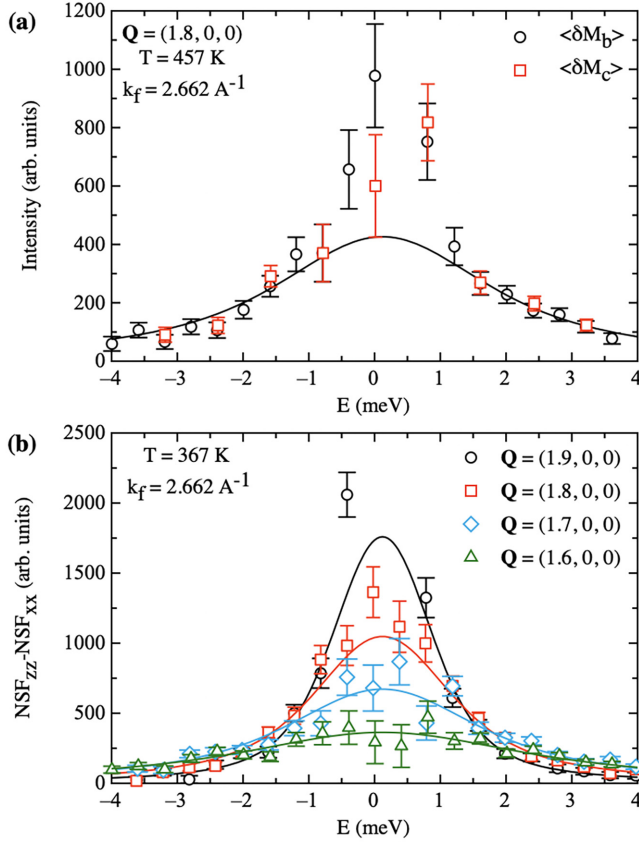 (a)
Q = (1.8, 0, 0)
T = 457 K
k_f = 2.662 A⁻¹
<δM_b>
<δM_c>
1200
1000
800
600
400
200
0
Intensity (arb. units)
−4 −3 −2 −1 0 1 2 3 4
E (meV)
(b)
T = 367 K
k_f = 2.662 A⁻¹
Q = (1.9, 0, 0)
Q = (1.8, 0, 0)
Q = (1.7, 0, 0)
Q = (1.6, 0, 0)
2500
2000
1500
1000
500
0
NSF_zz-NSF_xx (arb. units)
−4 −3 −2 −1 0 1 2 3 4
E (meV)